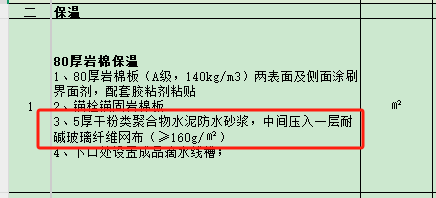 二 保温
80厚岩棉保温
1、80厚岩棉板（A级，140kg/m3）两表面及侧面涂刷
界面剂，配套胶粘剂粘贴
1 2、锚栓锚固岩棉板 m²
3、5厚干粉类聚合物水泥防水砂浆，中间压入一层耐
碱玻璃纤维网布（≥160g/㎡）
4、下口处设置成品滴水线槽；